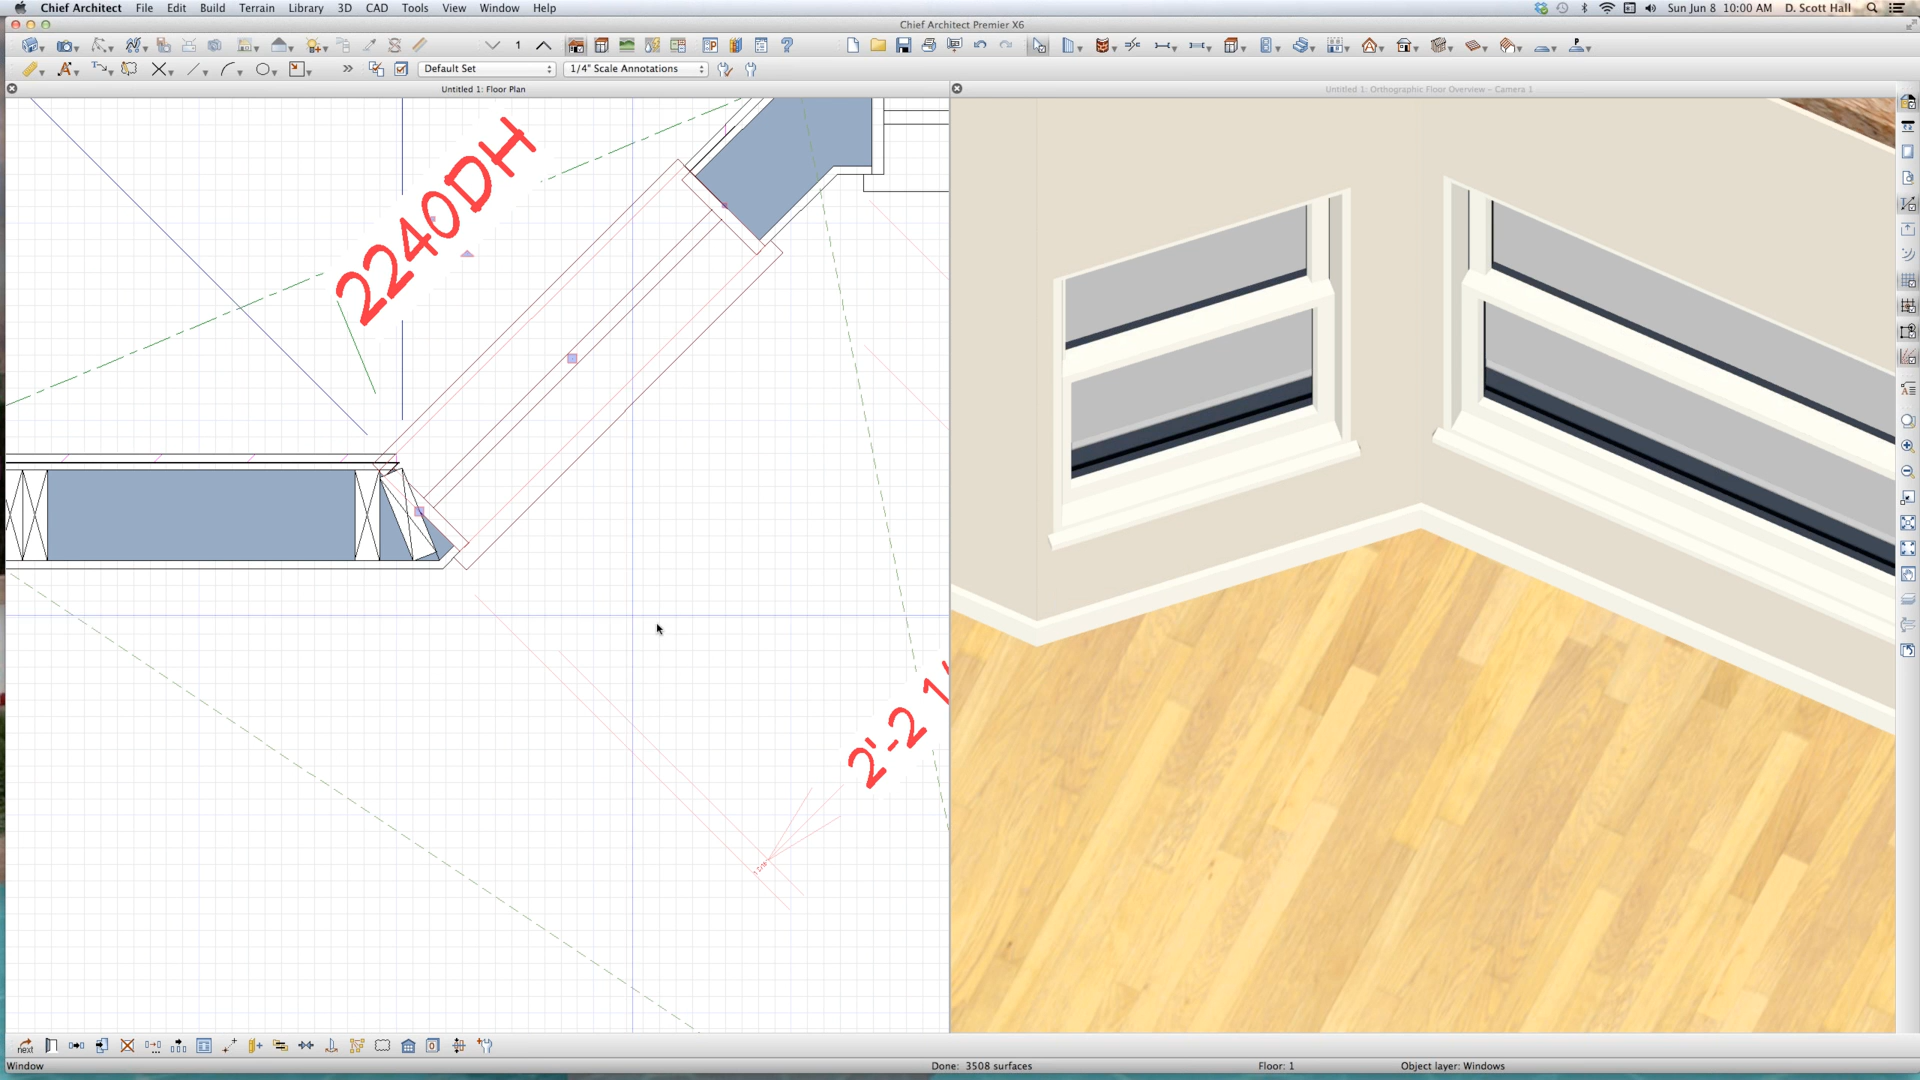 Chief Architect File Edit Build Terrain Library 3D CAD Tools View Window Help Sun Jun 8 10:00 AM D. Scott Hall
Chief Architect Premier X6
1
Default Set 1/4" Scale Annotations
Untitled 1: Floor Plan Untitled 1: Orthographic Floor Overview – Camera 1
2240DH
2'-2 1
next
Window Done: 3508 surfaces Floor: 1 Object layer: Windows